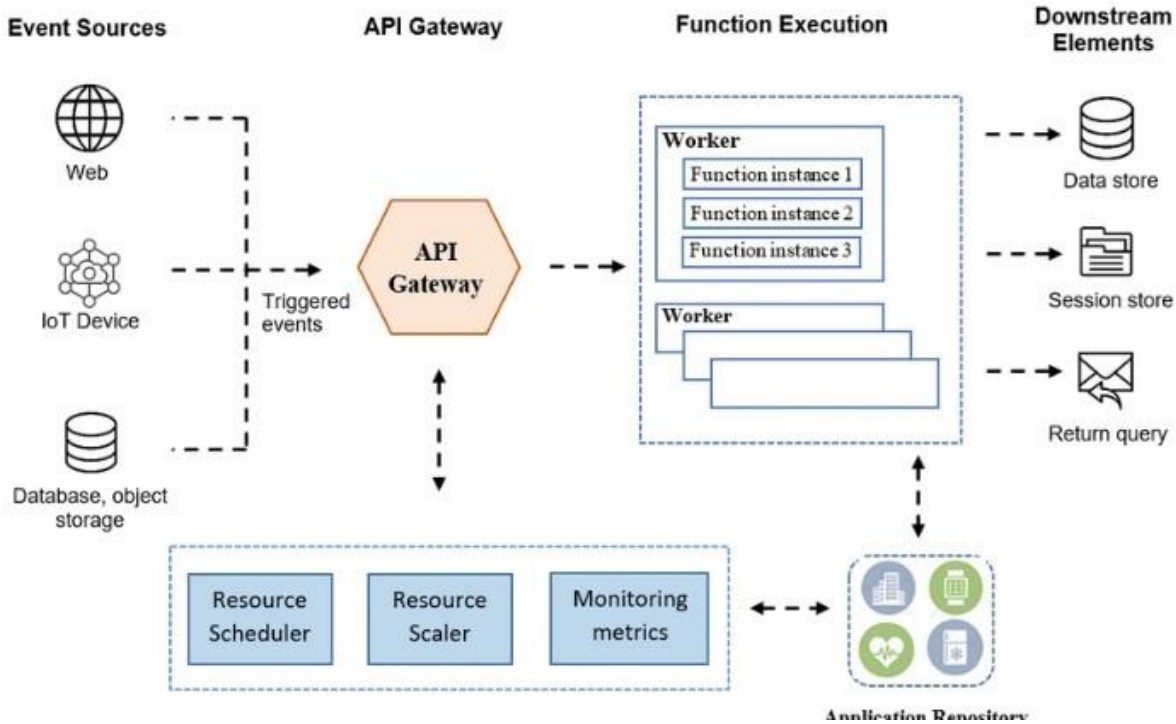 Event Sources
API Gateway
Function Execution
Downstream
Elements
Web
IoT Device
Database, object
storage
Triggered
events
API
Gateway
Worker
Function instance 1
Function instance 2
Function instance 3
Worker
Data store
Session store
Return query
Resource
Scheduler
Resource
Scaler
Monitoring
metrics
Application Repository